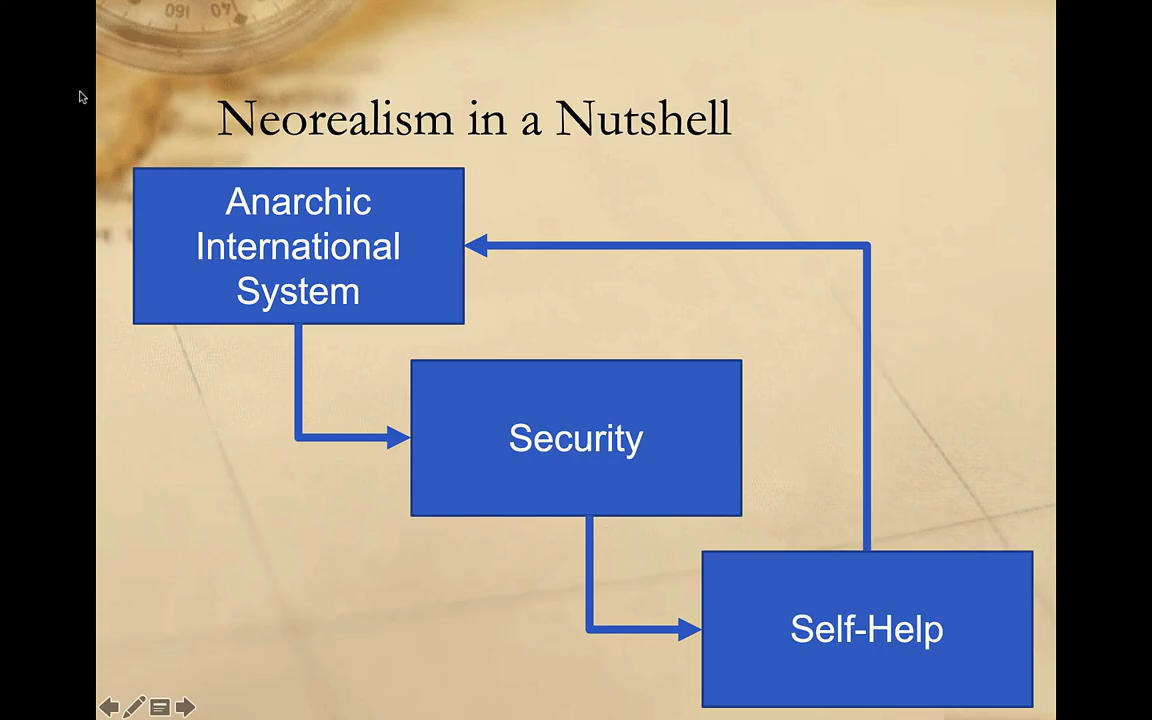 Neorealism in a Nutshell
Anarchic
International
System
Security
Self-Help